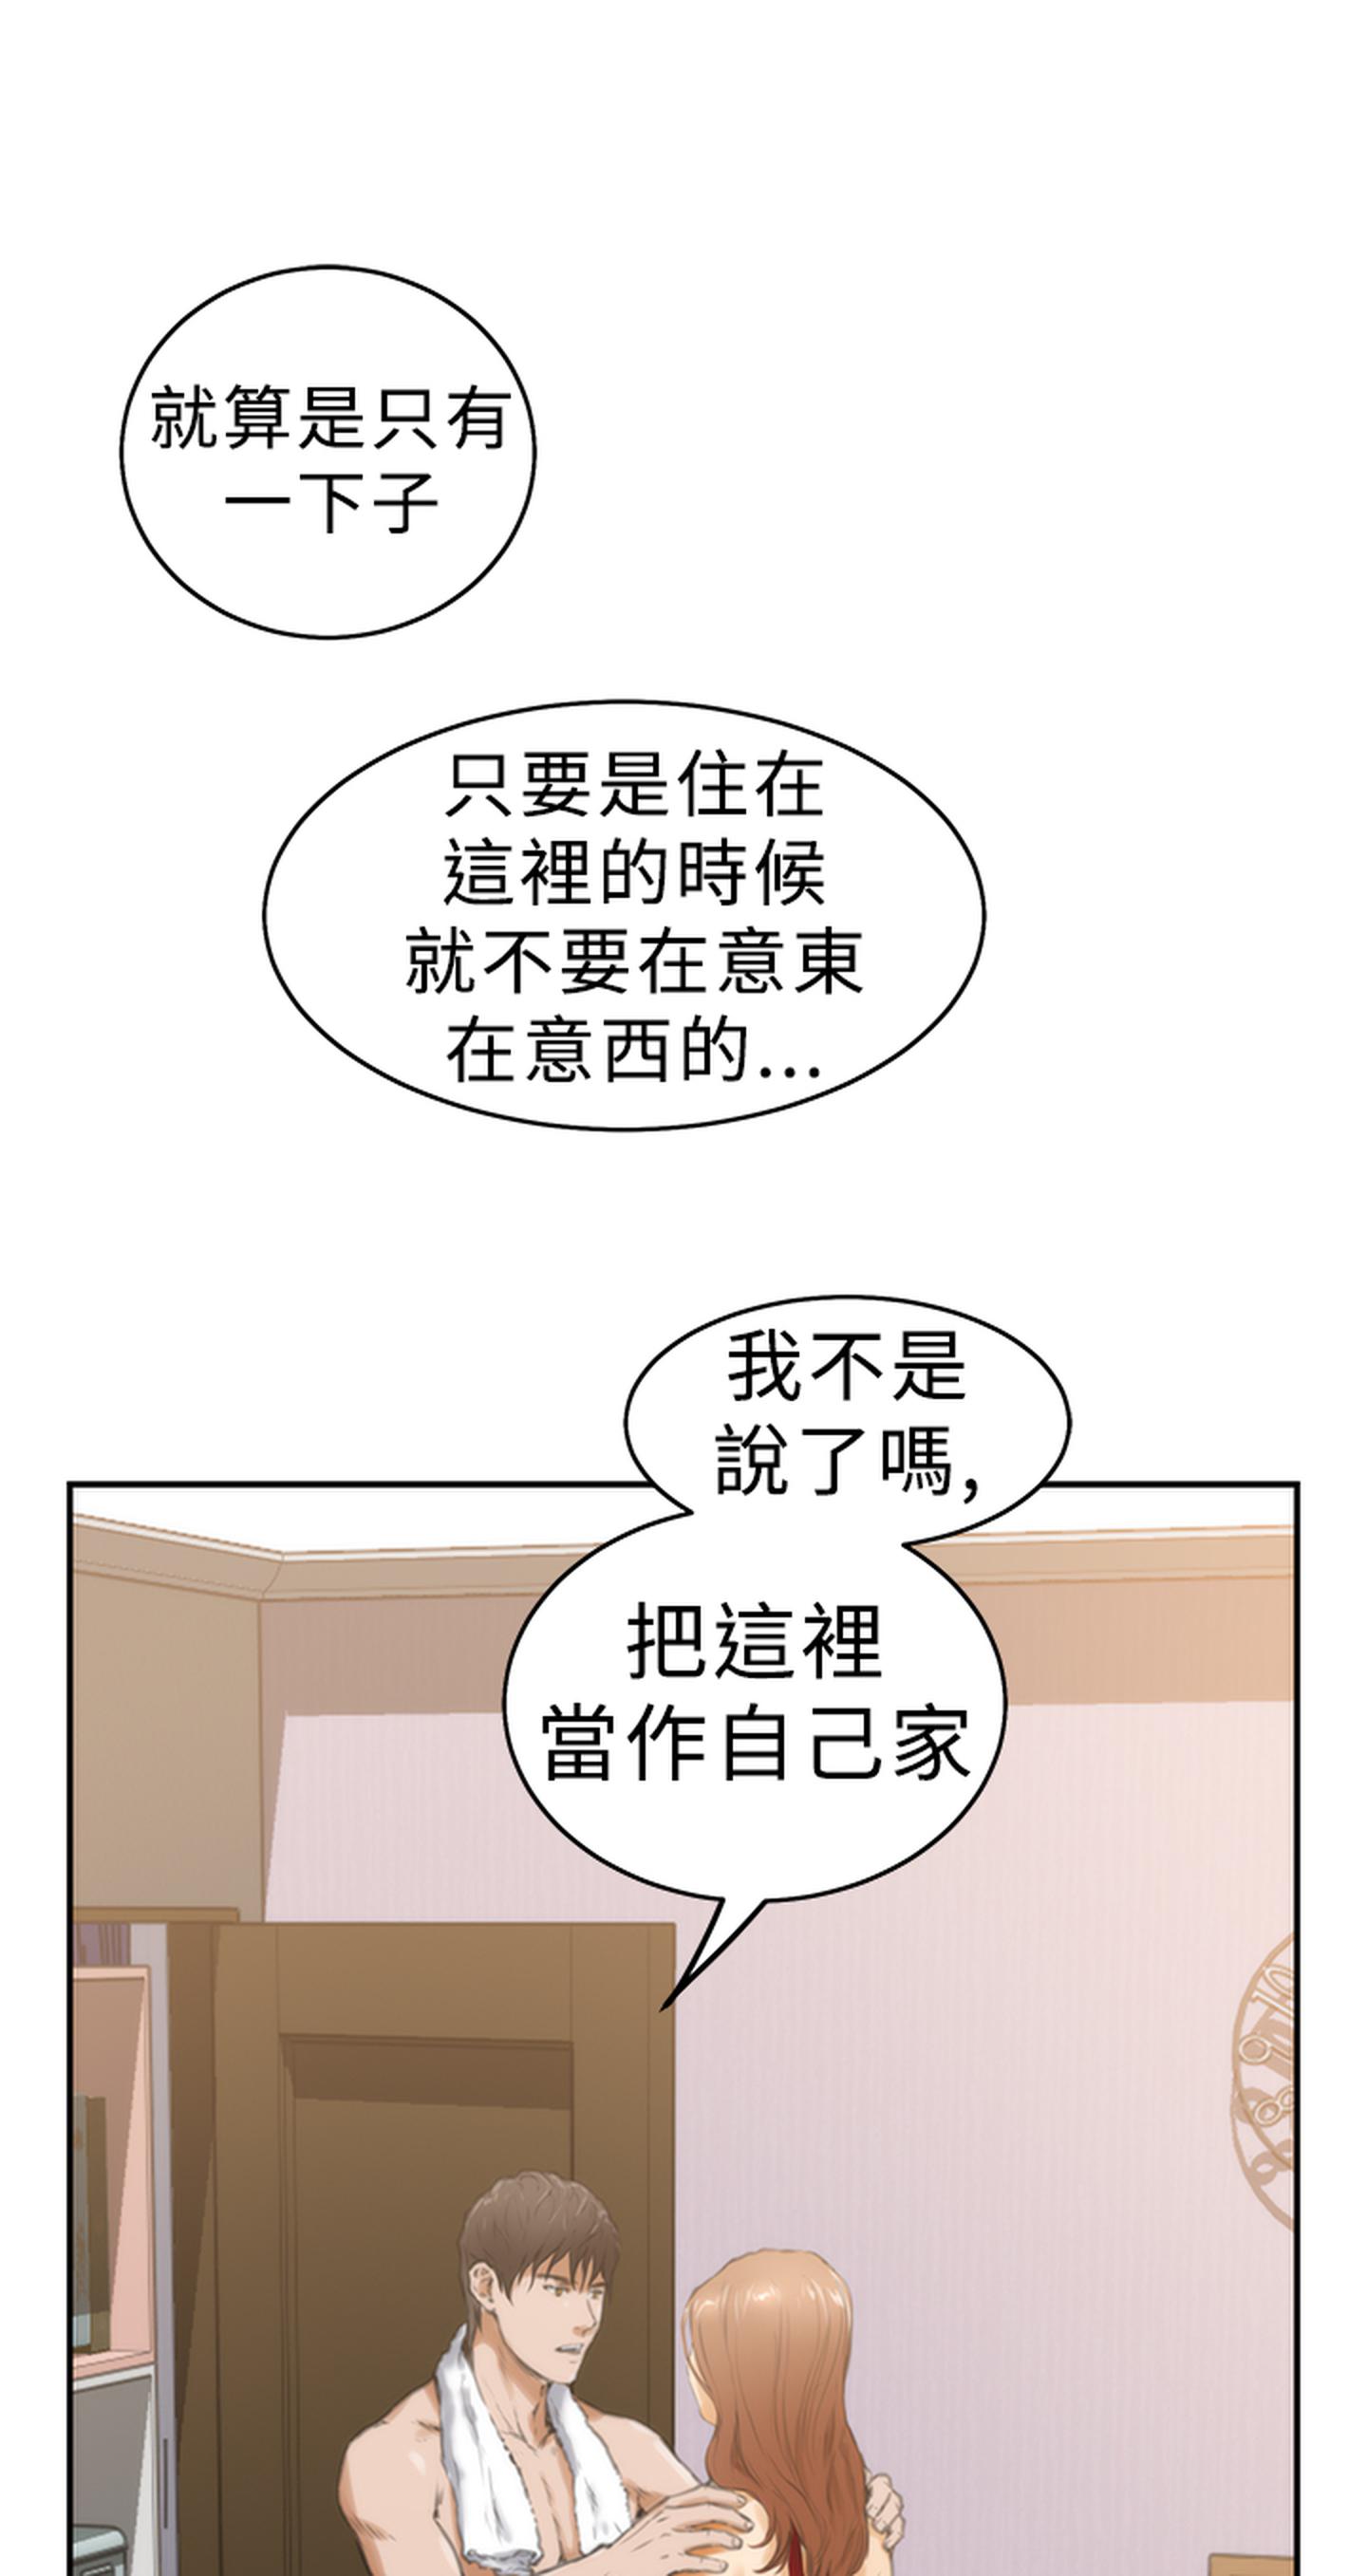 就算是只有
一下子
只要是住在
這裡的時候
就不要在意東
在意西的...
我不是
說了嗎,
把這裡
當作自己家